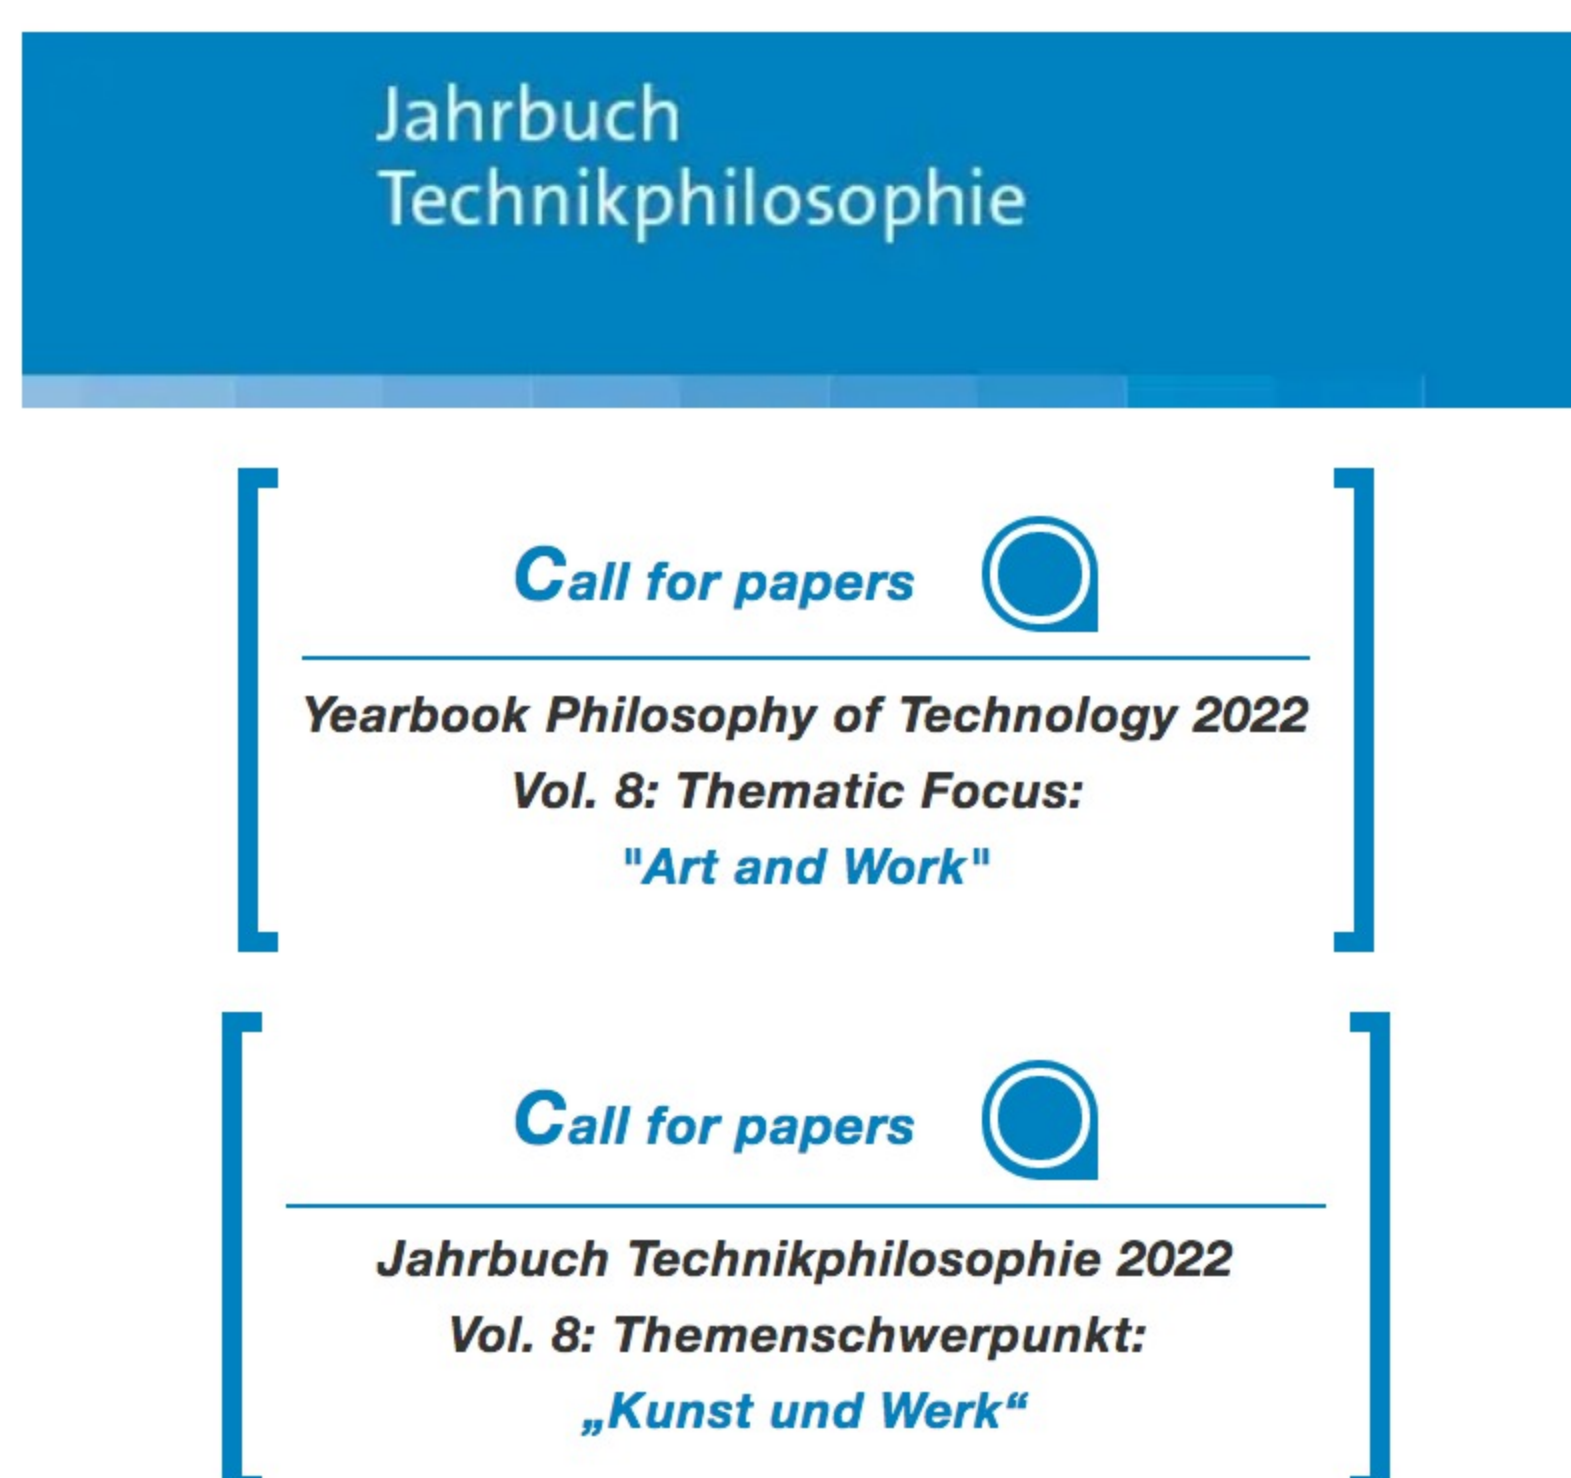 Jahrbuch
Technikphilosophie
Call for papers
Yearbook Philosophy of Technology 2022
Vol. 8: Thematic Focus:
"Art and Work"
Call for papers
Jahrbuch Technikphilosophie 2022
Vol. 8: Themenschwerpunkt:
„Kunst und Werk“